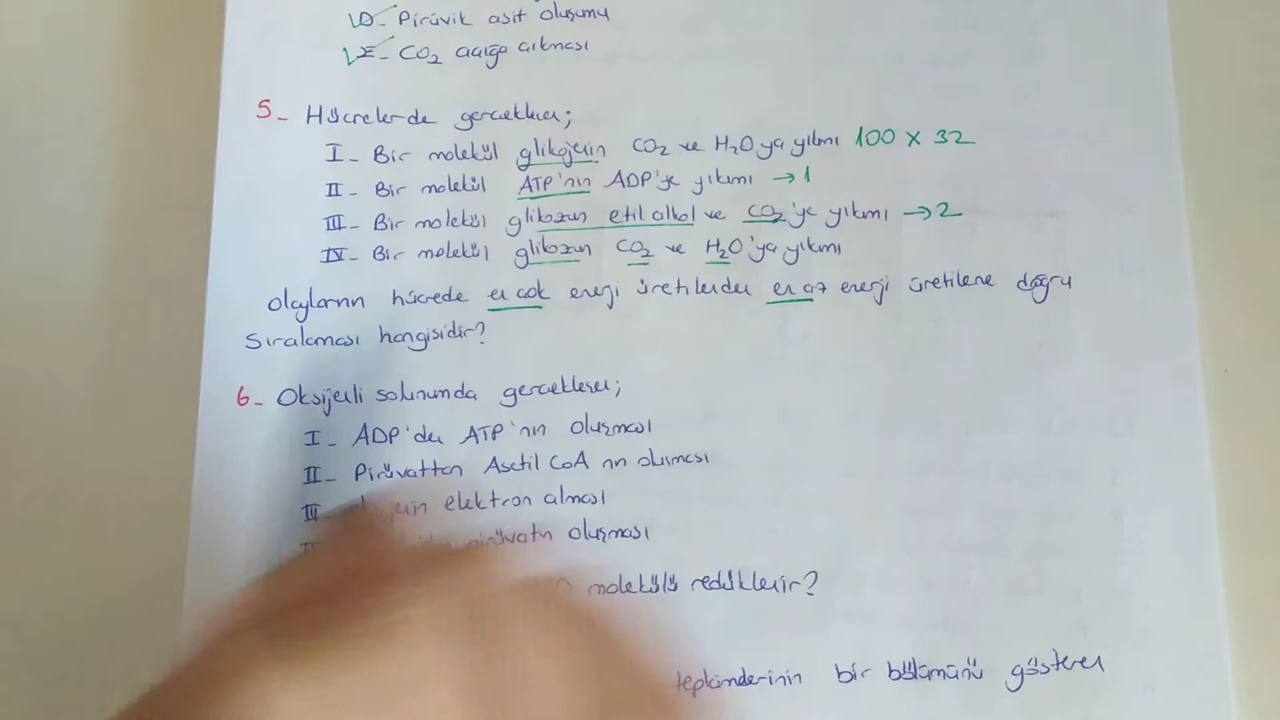 D- Pirüvik asit oluşumu
E- CO₂ açığa çıkması
5- Hücrelerde gerçekleşen;
I- Bir molekül glikojenin CO₂ ve H₂O ya yıkımı 100 x 32
II- Bir molekül ATP'nin ADP'ye yıkımı → 1
III- Bir molekül glikozun etil alkol ve CO₂'ye yıkımı → 2
IV- Bir molekül glikozun CO₂ ve H₂O'ya yıkımı
olayların hücrede en çok enerji üretilenden en az enerji üretilene doğru
sıralaması hangisidir?
6- Oksijenli solunumda gerçekleşen;
I- ADP'den ATP'nin oluşması
II- Pirüvattan Asetil CoA nın oluşması
III- elektron alması
pirüvatın oluşması
molekülü redüklenir?
tepkimelerinin bir bölümünü gösteren